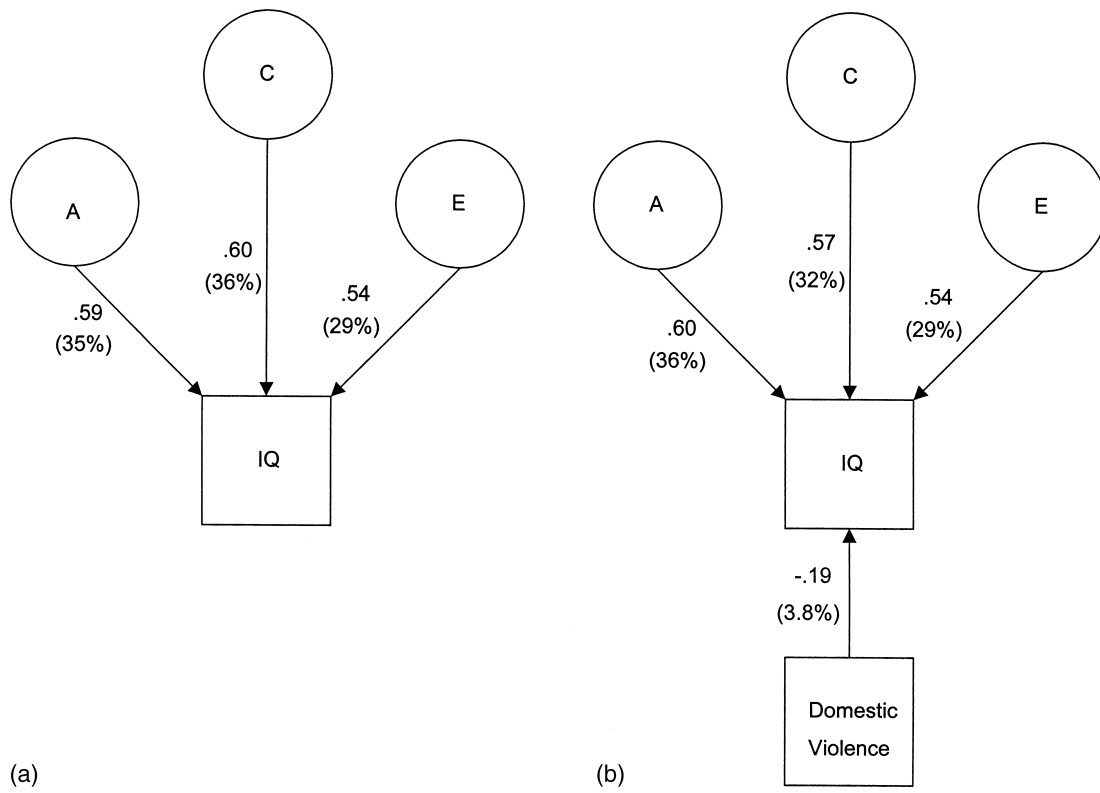 C
A
E
.60
(36%)
.59
(35%)
.54
(29%)
IQ
(a)
C
A
E
.57
(32%)
.60
(36%)
.54
(29%)
IQ
-.19
(3.8%)
Domestic
Violence
(b)